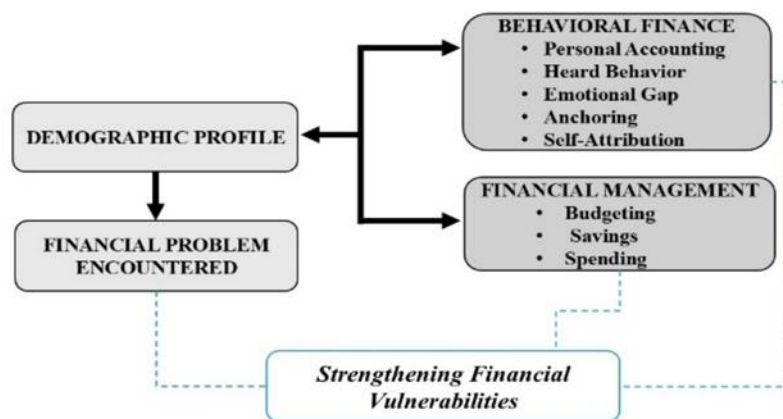 BEHAVIORAL FINANCE
• Personal Accounting
• Heard Behavior
• Emotional Gap
• Anchoring
• Self-Attribution
DEMOGRAPHIC PROFILE
FINANCIAL MANAGEMENT
• Budgeting
• Savings
• Spending
FINANCIAL PROBLEM
ENCOUNTERED
Strengthening Financial
Vulnerabilities